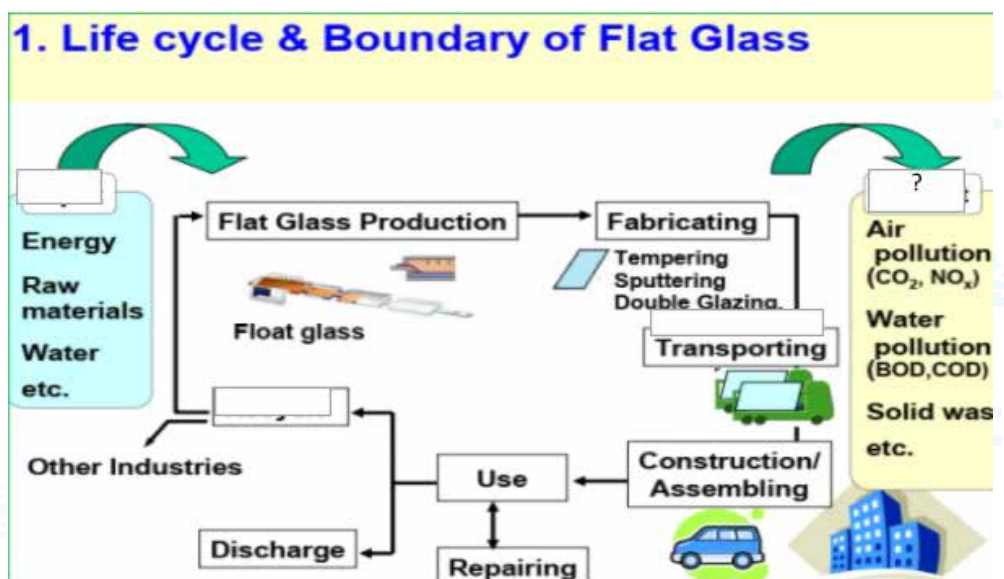 1. Life cycle & Boundary of Flat Glass
?
Energy
Raw
materials
Water
etc.
Flat Glass Production
Float glass
Fabricating
Tempering
Sputtering
Double Glazing.
Transporting
Construction/
Assembling
Use
Repairing
Discharge
Other Industries
Air
pollution
(CO₂, NOₓ)
Water
pollution
(BOD,COD)
Solid was
etc.